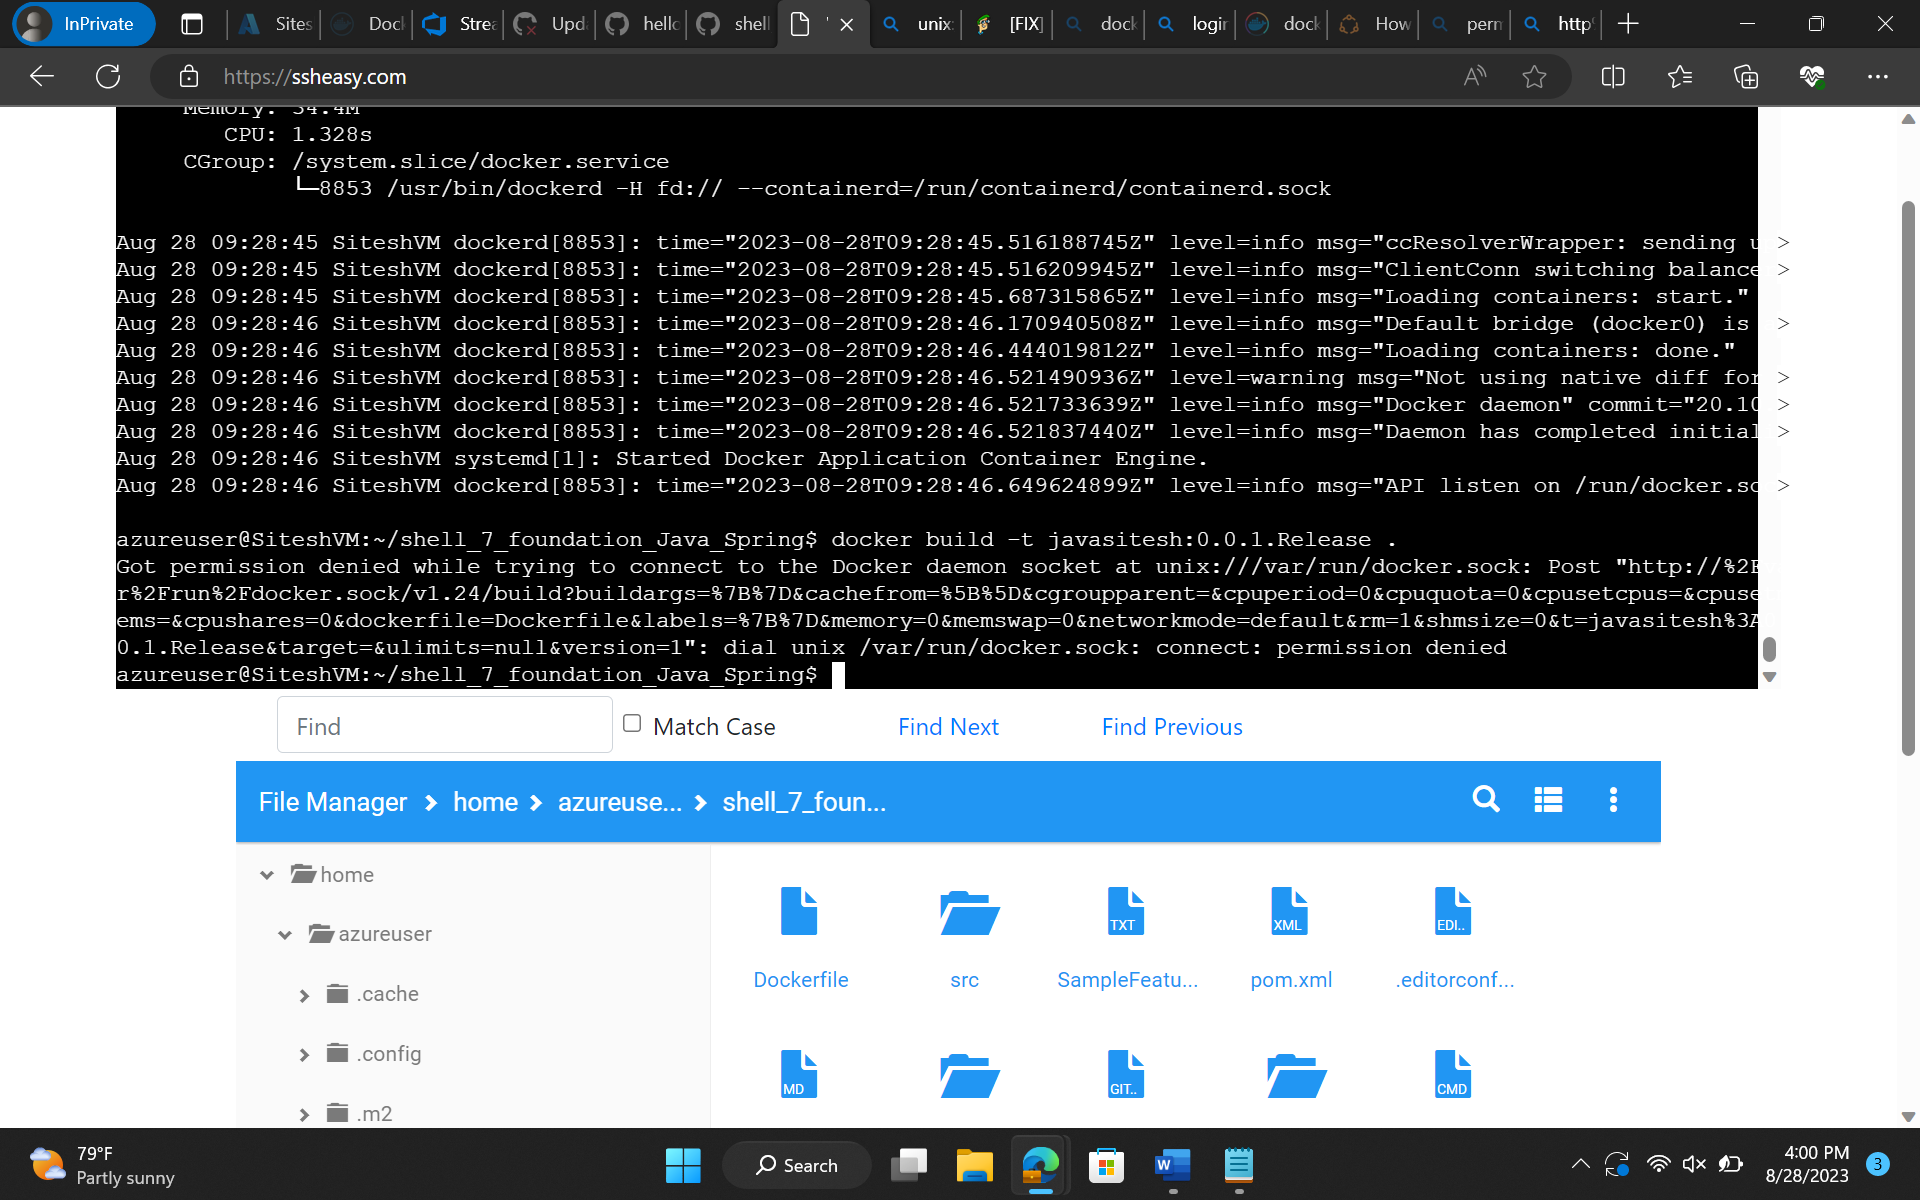 InPrivate
Sites
Dock
Strea
Upd
hello
shell
unix:
[FIX]
dock
login
dock
How
perm
http
https://ssheasy.com
Memory: 34.4M
CPU: 1.328s
CGroup: /system.slice/docker.service
└─8853 /usr/bin/dockerd -H fd:// --containerd=/run/containerd/containerd.sock
Aug 28 09:28:45 SiteshVM dockerd[8853]: time="2023-08-28T09:28:45.516188745Z" level=info msg="ccResolverWrapper: sending u>
Aug 28 09:28:45 SiteshVM dockerd[8853]: time="2023-08-28T09:28:45.516209945Z" level=info msg="ClientConn switching balance>
Aug 28 09:28:45 SiteshVM dockerd[8853]: time="2023-08-28T09:28:45.687315865Z" level=info msg="Loading containers: start."
Aug 28 09:28:46 SiteshVM dockerd[8853]: time="2023-08-28T09:28:46.170940508Z" level=info msg="Default bridge (docker0) is >
Aug 28 09:28:46 SiteshVM dockerd[8853]: time="2023-08-28T09:28:46.444019812Z" level=info msg="Loading containers: done."
Aug 28 09:28:46 SiteshVM dockerd[8853]: time="2023-08-28T09:28:46.521490936Z" level=warning msg="Not using native diff for >
Aug 28 09:28:46 SiteshVM dockerd[8853]: time="2023-08-28T09:28:46.521733639Z" level=info msg="Docker daemon" commit="20.10>
Aug 28 09:28:46 SiteshVM dockerd[8853]: time="2023-08-28T09:28:46.521837440Z" level=info msg="Daemon has completed initial>
Aug 28 09:28:46 SiteshVM systemd[1]: Started Docker Application Container Engine.
Aug 28 09:28:46 SiteshVM dockerd[8853]: time="2023-08-28T09:28:46.649624899Z" level=info msg="API listen on /run/docker.soc>
azureuser@SiteshVM:~/shell_7_foundation_Java_Spring$ docker build -t javasitesh:0.0.1.Release .
Got permission denied while trying to connect to the Docker daemon socket at unix:///var/run/docker.sock: Post "http://%2Fv
r%2Frun%2Fdocker.sock/v1.24/build?buildargs=%7B%7D&cachefrom=%5B%5D&cgroupparent=&cpuperiod=0&cpuquota=0&cpusetcpus=&cpuset
ems=&cpushares=0&dockerfile=Dockerfile&labels=%7B%7D&memory=0&memswap=0&networkmode=default&rm=1&shmsize=0&t=javasitesh%3A
0.1.Release&target=&ulimits=null&version=1": dial unix /var/run/docker.sock: connect: permission denied
azureuser@SiteshVM:~/shell_7_foundation_Java_Spring$
Find
Match Case
Find Next
Find Previous
File Manager
home
azureuse...
shell_7_foun...
home
azureuser
.cache
.config
.m2
TXT
XML
EDI..
Dockerfile
src
SampleFeatu...
pom.xml
.editorconf...
MD
GIT..
CMD
79°F
Partly sunny
Search
4:00 PM
8/28/2023
3